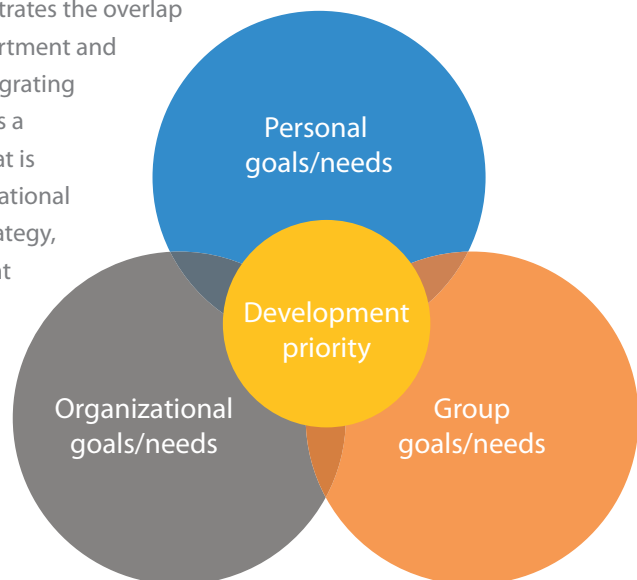 trates the overlap
rtment and
grating
s a
at is
ational
ategy,
nt
Personal
goals/needs
Development
priority
Organizational
goals/needs
Group
goals/needs